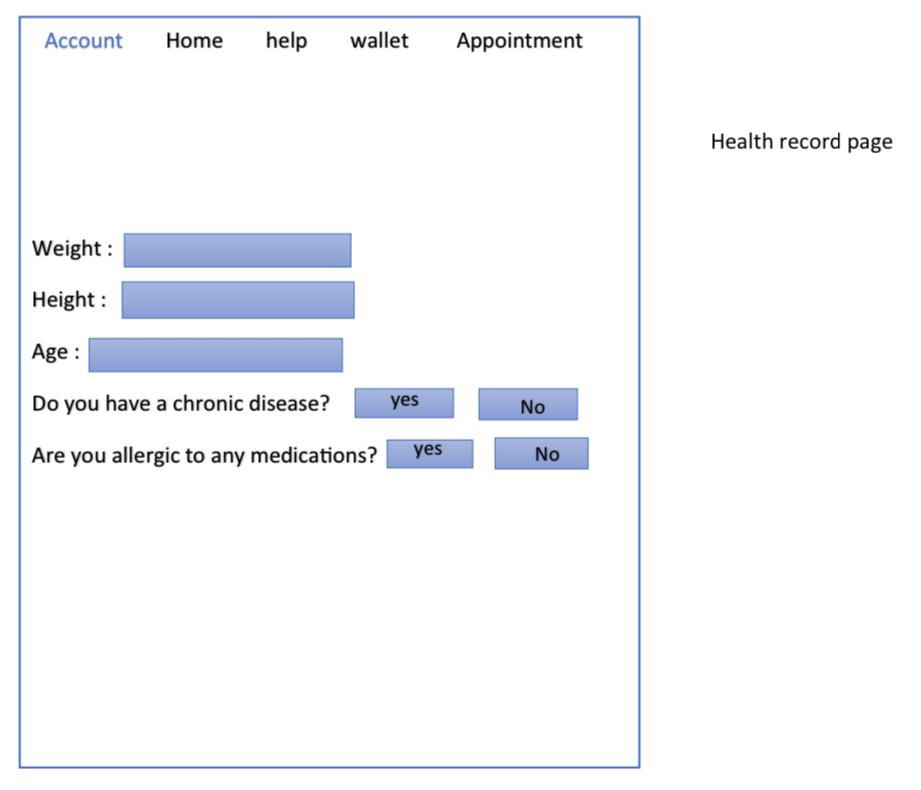 Account Home help wallet Appointment
Health record page
Weight :
Height :
Age :
Do you have a chronic disease? yes No
Are you allergic to any medications? yes No